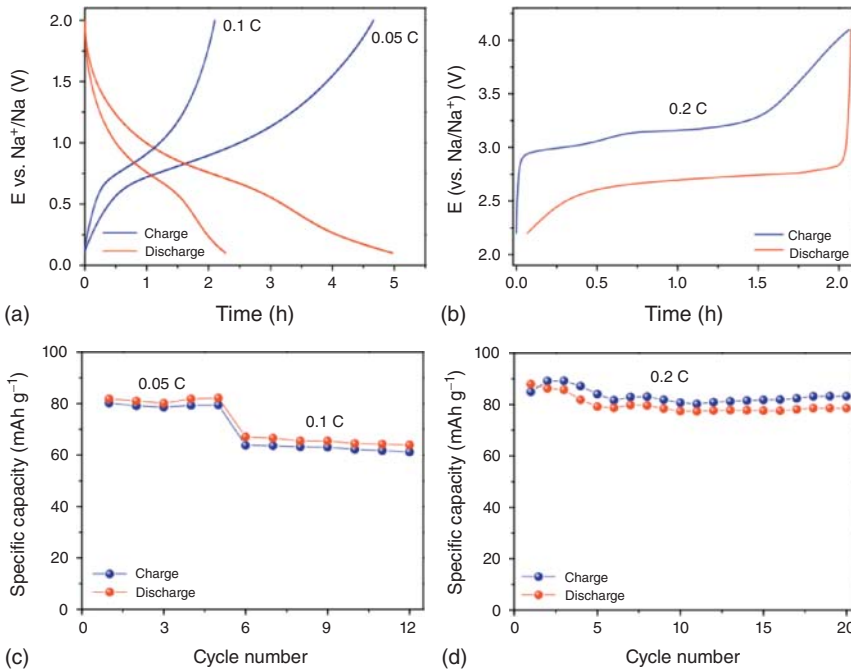 2.0
1.5
1.0
0.5
0.0
E vs. Na⁺/Na (V)
0.1 C
0.05 C
Charge
Discharge
0
1
2
3
4
5
Time (h)
(a)
4.0
3.5
3.0
2.5
2.0
E (vs. Na/Na⁺) (V)
0.2 C
Charge
Discharge
0.0
0.5
1.0
1.5
2.0
Time (h)
(b)
100
80
60
40
20
0
Specific capacity (mAh g⁻¹)
0.05 C
0.1 C
Charge
Discharge
0
3
6
9
12
Cycle number
(c)
100
80
60
40
20
0
Specific capacity (mAh g⁻¹)
0.2 C
Charge
Discharge
0
5
10
15
20
Cycle number
(d)